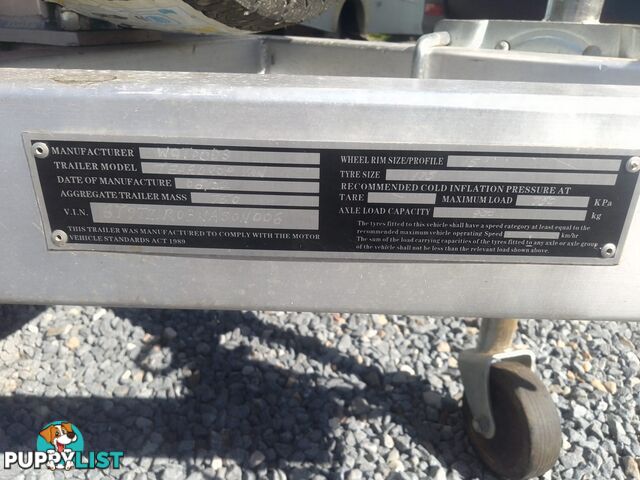 MANUFACTURER
TRAILER MODEL
DATE OF MANUFACTURE
AGGREGATE TRAILER MASS
V.I.N.
THIS TRAILER WAS MANUFACTURED TO COMPLY WITH THE MOTOR
VEHICLE STANDARDS ACT 1989
WHEEL RIM SIZE/PROFILE
TYRE SIZE
RECOMMENDED COLD INFLATION PRESSURE AT
TARE MAXIMUM LOAD KPa
AXLE LOAD CAPACITY kg
The tyres fitted to this vehicle shall have a speed category at least equal to the
recommended maximum vehicle operating Speed km/hr
The sum of the load carrying capacities of the tyres fitted to any axle or axle group
of the vehicle shall not be less than the relevant load shown above.
PUPPYLIST